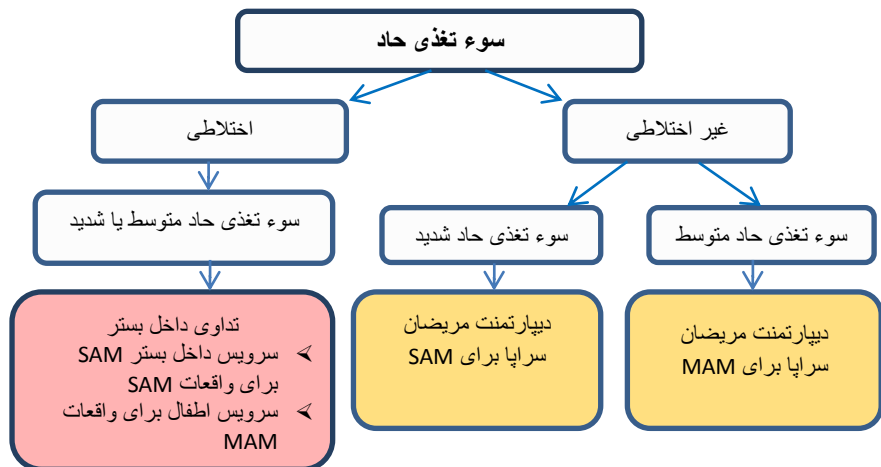 سوء تغذی حاد
غیر اختلاطی
اختلاطی
سوء تغذی حاد متوسط
سوء تغذی حاد شدید
سوء تغذی حاد متوسط یا شدید
دیپارتمنت مریضان
سراپا برای MAM
دیپارتمنت مریضان
سراپا برای SAM
تداوی داخل بستر
➢ سرویس داخل بستر SAM
برای واقعات SAM
➢ سرویس اطفال برای واقعات
MAM